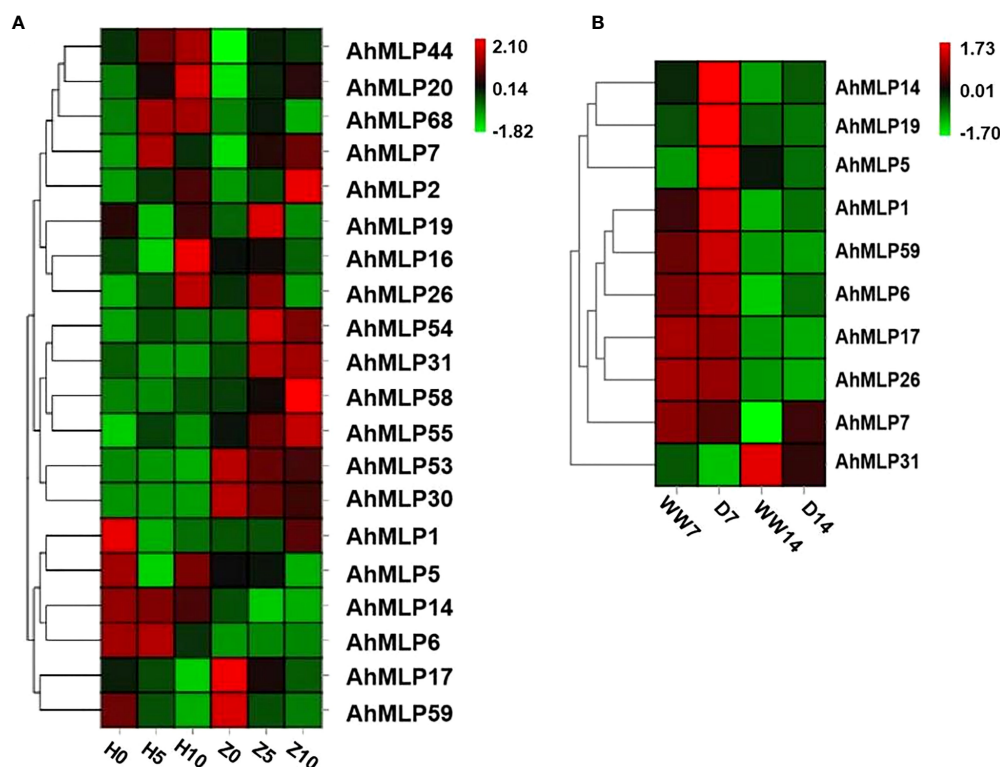 A
AhMLP44
AhMLP20
AhMLP68
AhMLP7
AhMLP2
AhMLP19
AhMLP16
AhMLP26
AhMLP54
AhMLP31
AhMLP58
AhMLP55
AhMLP53
AhMLP30
AhMLP1
AhMLP5
AhMLP14
AhMLP6
AhMLP17
AhMLP59
H0 H5 H10 Z0 Z5 Z10
2.10
0.14
-1.82
B
AhMLP14
AhMLP19
AhMLP5
AhMLP1
AhMLP59
AhMLP6
AhMLP17
AhMLP26
AhMLP7
AhMLP31
WW7 D7 WW14 D14
1.73
0.01
-1.70